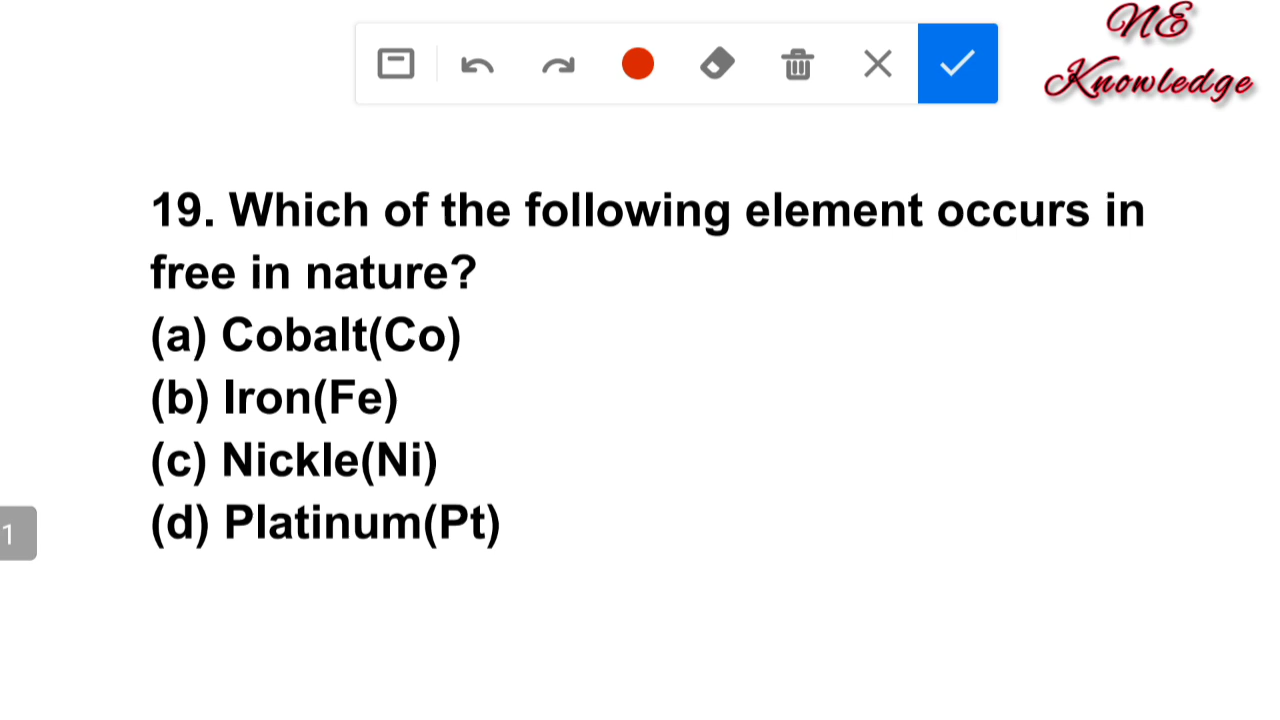 NE
Knowledge
19. Which of the following element occurs in
free in nature?
(a) Cobalt(Co)
(b) Iron(Fe)
(c) Nickle(Ni)
(d) Platinum(Pt)
1